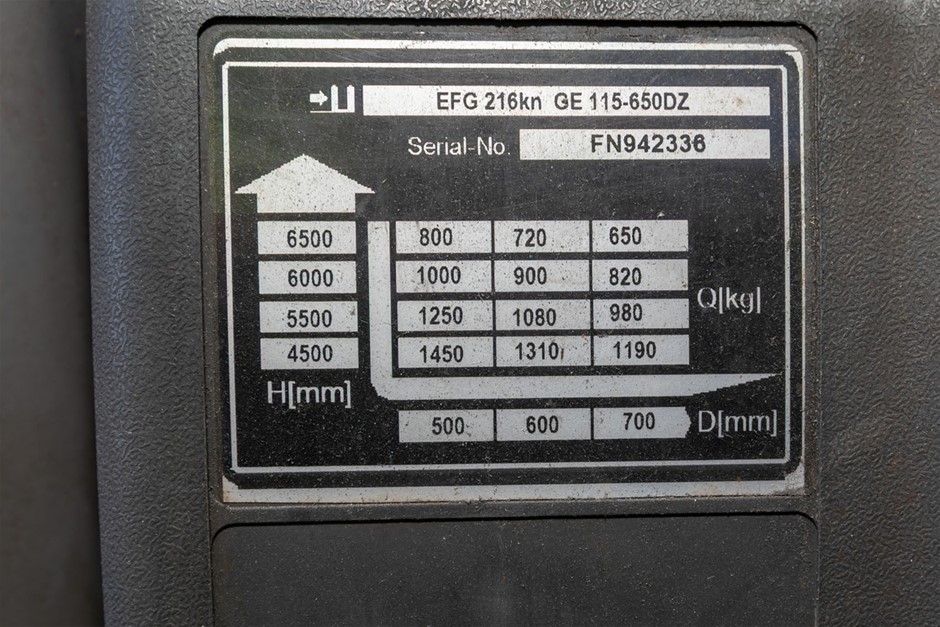 EFG 216kn GE 115-650DZ
Serial-No. FN942336
6500 800 720 650
6000 1000 900 820
Q[kg]
5500 1250 1080 980
4500 1450 1310 1190
H[mm]
500 600 700 D[mm]